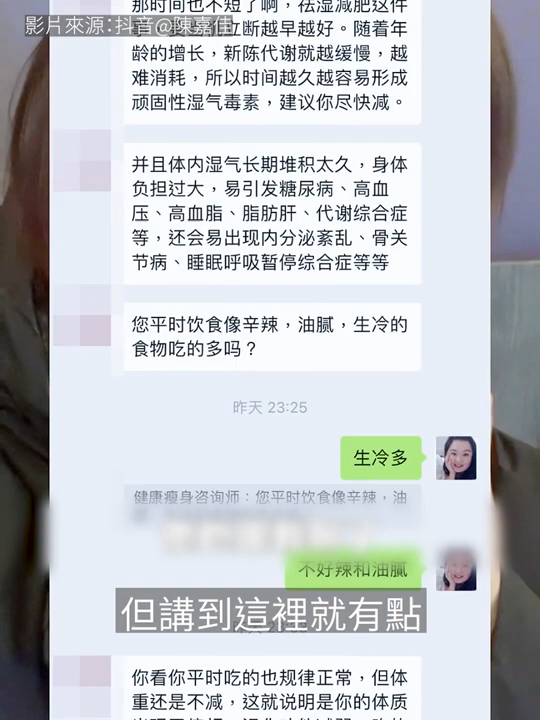 那时间也不短了啊，祛湿减肥这件
影片來源:抖音@陳嘉佳
立断越早越好。随着年
龄的增长，新陈代谢就越缓慢，越
难消耗，所以时间越久越容易形成
顽固性湿气毒素，建议你尽快减。
并且体内湿气长期堆积太久，身体
负担过大，易引发糖尿病、高血
压、高血脂、脂肪肝、代谢综合症
等，还会易出现内分泌紊乱、骨关
节病、睡眠呼吸暂停综合症等等
您平时饮食像辛辣，油腻，生冷的
食物吃的多吗？
昨天 23:25
生冷多
健康瘦身咨询师：您平时饮食像辛辣，油
不好辣和油腻
但講到這裡就有點
你看你平时吃的也规律正常，但体
重还是不减，这就说明是你的体质